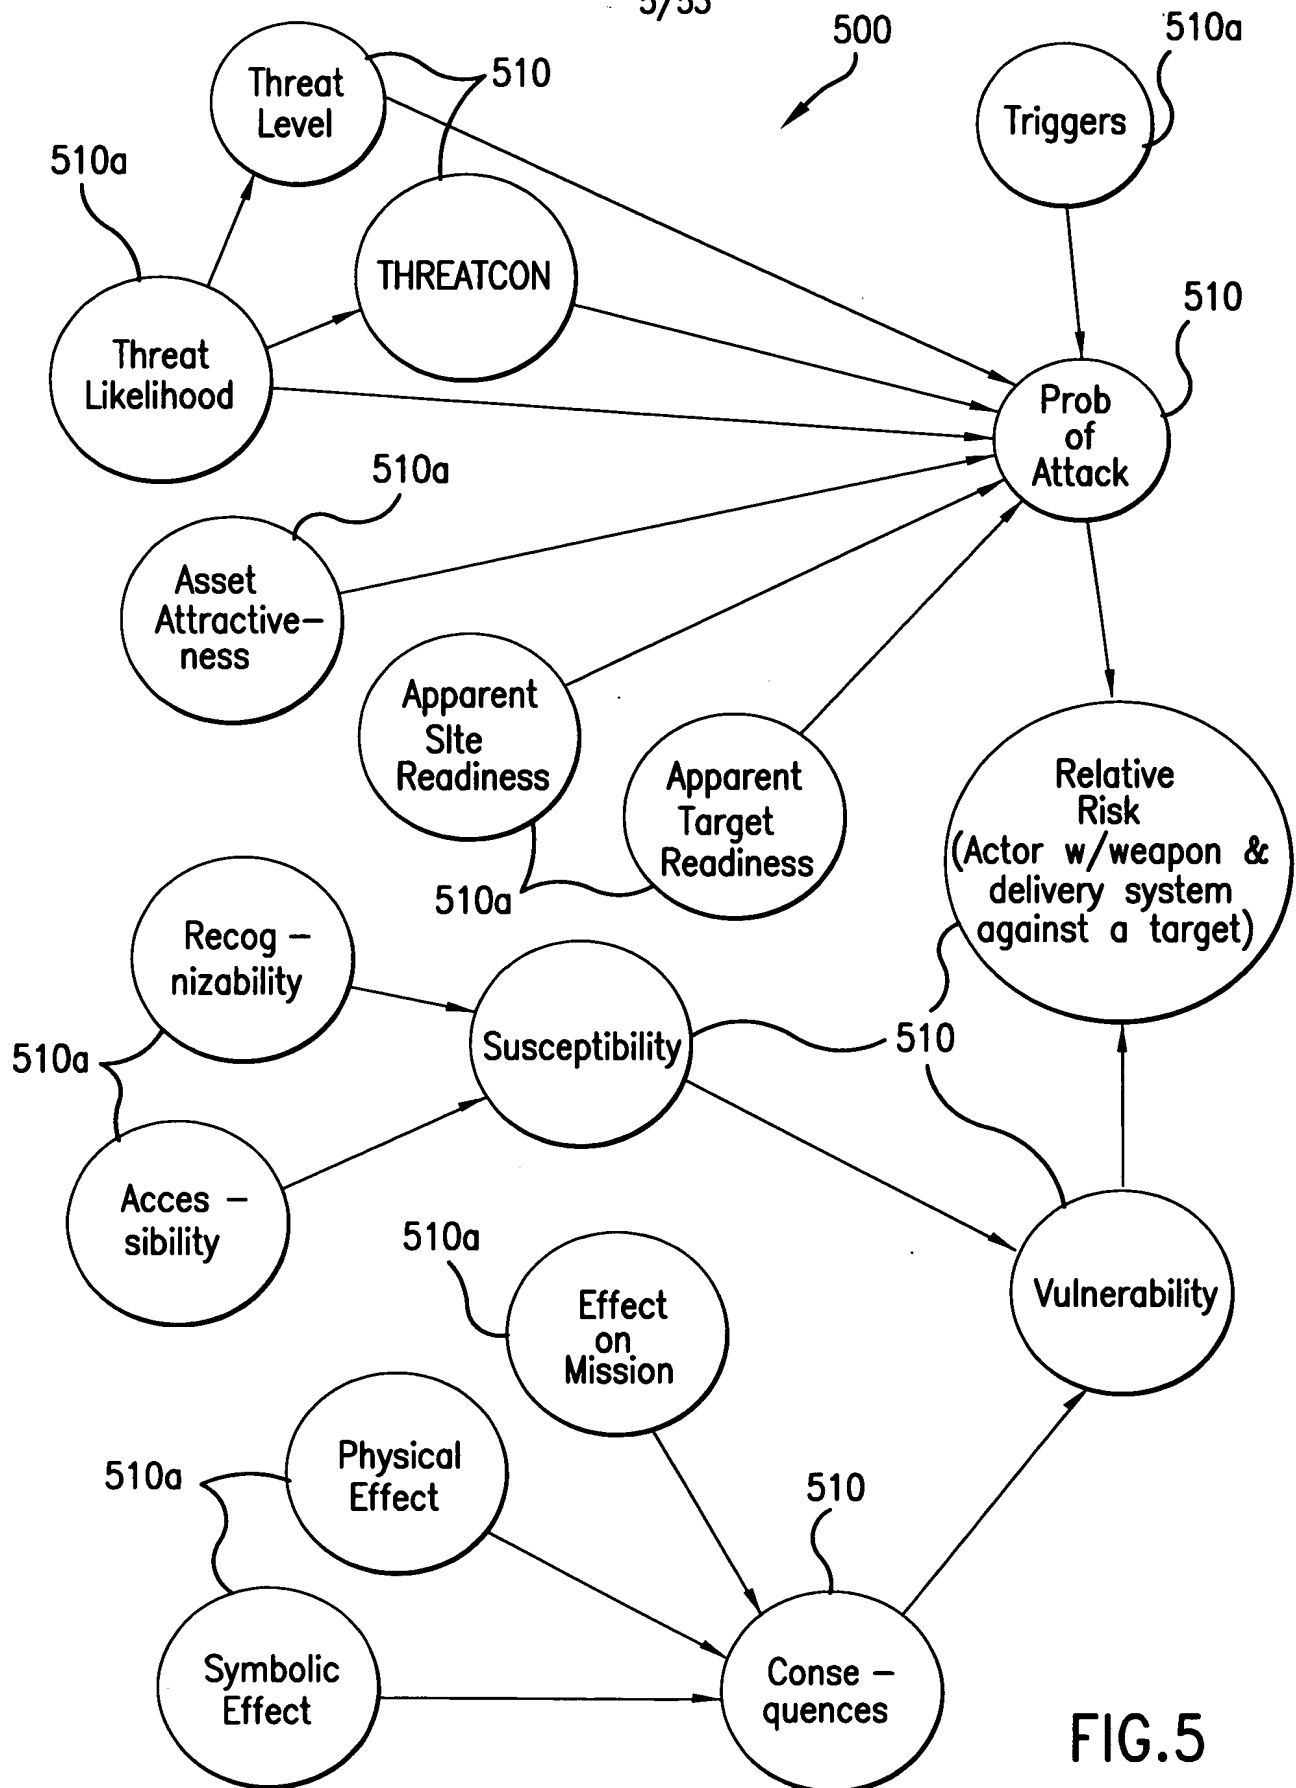 5/53
500
510a
Threat
Level
510
Triggers
510a
THREATCON
510
Threat
Likelihood
Prob
of
Attack
510a
Asset
Attractive-
ness
Apparent
SIte
Readiness
Apparent
Target
Readiness
510a
Relative
Risk
(Actor w/weapon &
delivery system
against a target)
Recog -
nizability
510a
Susceptibility
510
Acces -
sibility
510a
Effect
on
Mission
Vulnerability
Physical
Effect
510a
510
Symbolic
Effect
Conse -
quences
FIG.5